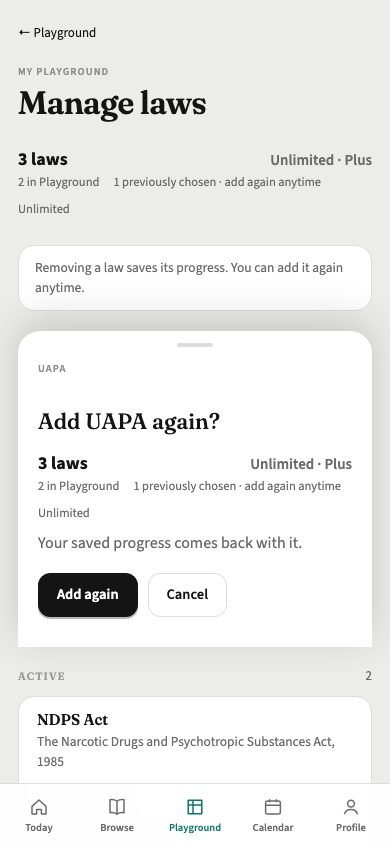 ← Playground
MY PLAYGROUND
Manage laws
3 laws Unlimited · Plus
2 in Playground 1 previously chosen · add again anytime
Unlimited
Removing a law saves its progress. You can add it again
anytime.
UAPA
Add UAPA again?
3 laws Unlimited · Plus
2 in Playground 1 previously chosen · add again anytime
Unlimited
Your saved progress comes back with it.
Add again Cancel
ACTIVE 2
NDPS Act
The Narcotic Drugs and Psychotropic Substances Act,
1985
Today Browse Playground Calendar Profile